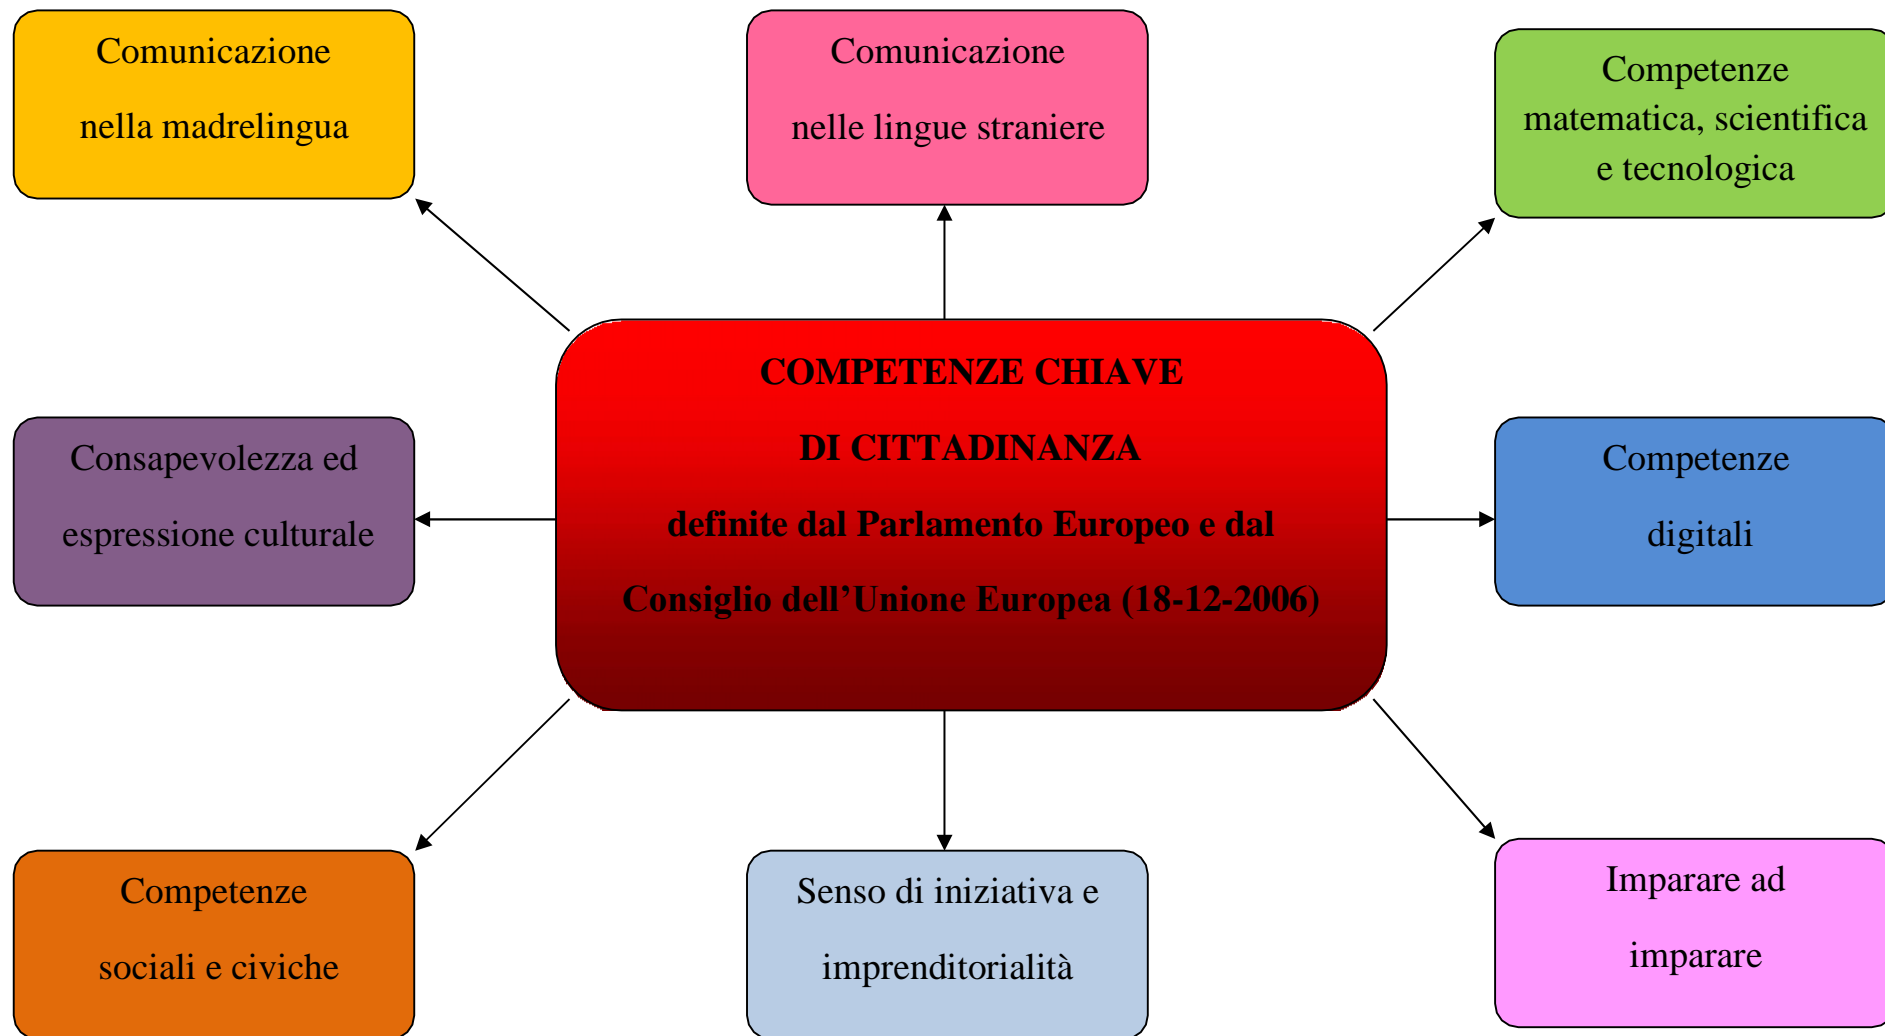 Comunicazione
nella madrelingua
Comunicazione
nelle lingue straniere
Competenze
matematica, scientifica
e tecnologica
COMPETENZE CHIAVE
DI CITTADINANZA
definite dal Parlamento Europeo e dal
Consiglio dell’Unione Europea (18-12-2006)
Consapevolezza ed
espressione culturale
Competenze
digitali
Competenze
sociali e civiche
Senso di iniziativa e
imprenditorialità
Imparare ad
imparare